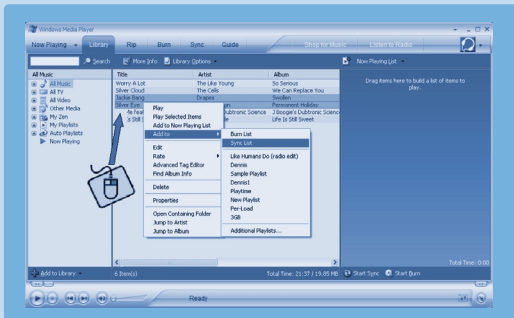 Windows Media Player
Now Playing Library Rip Burn Sync Guide Shop for Music Listen to Radio
Search More Info Library Options Now Playing List
All Music
All Music
All TV
All Video
Other Media
My Zen
My Playlists
Auto Playlists
Now Playing
Title Artist Album
Worry A Lot The Like Young So Serious
Silver Cloud The Cells We Can Replace You
Jackie Bang Drapes Swollen
Silver Eye Permanent Holiday
Dubtronic Science J Boogie's Dubtronic Scienc
's Still Life Is Still Sweet
Play
Play Selected Items
Add to Now Playing List
Add to
Edit
Rate
Advanced Tag Editor
Find Album Info
Delete
Properties
Open Containing Folder
Jump to Artist
Jump to Album
Burn List
Sync List
Like Humans Do (radio edit)
Dennis
Sample Playlist
Dennis1
Playtime
New Playlist
Per-Load
3GB
Additional Playlists...
Drag items here to build a list of items to
play.
Total Time: 0:00
Add to Library 6 Item(s) Total Time: 21:37 / 19.85 MB Start Sync Start Burn
Ready